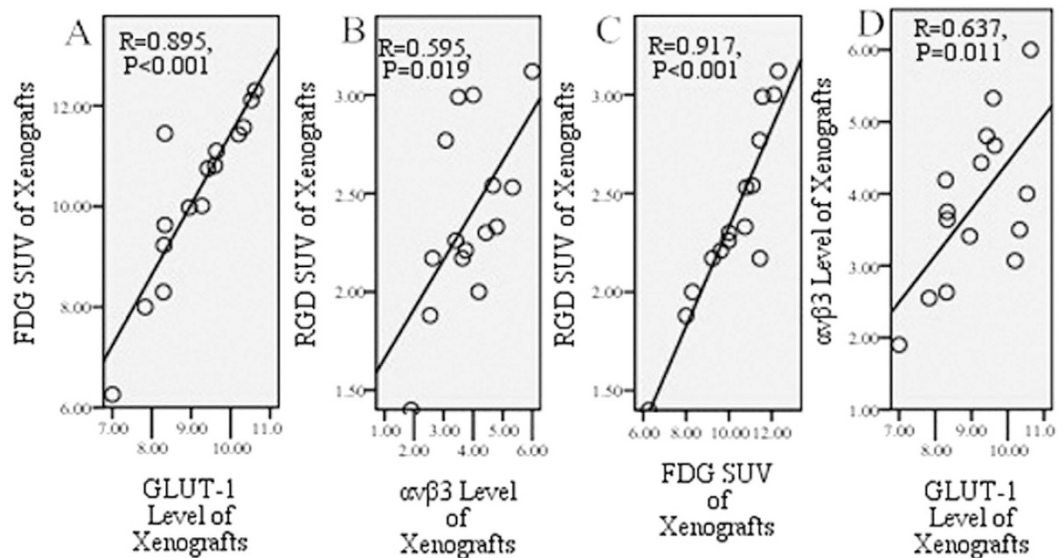 A
R=0.895,
P<0.001
FDG SUV of Xenografts
12.00
10.00
8.00
6.00
7.00
8.00
9.00
10.00
11.0
GLUT-1
Level of
Xenografts
B
R=0.595,
P=0.019
RGD SUV of Xenografts
3.00
2.50
2.00
1.50
1.00
2.00
3.00
4.00
5.00
6.00
αvβ3 Level
of
Xenografts
C
R=0.917,
P<0.001
RGD SUV of Xenografts
3.00
2.50
2.00
1.50
6.00
8.00
10.00
12.00
FDG SUV
of
Xenografts
D
R=0.637,
P=0.011
αvβ3 Level of Xenografts
6.00
5.00
4.00
3.00
2.00
1.00
7.00
8.00
9.00
10.00
11.00
GLUT-1
Level of
Xenografts